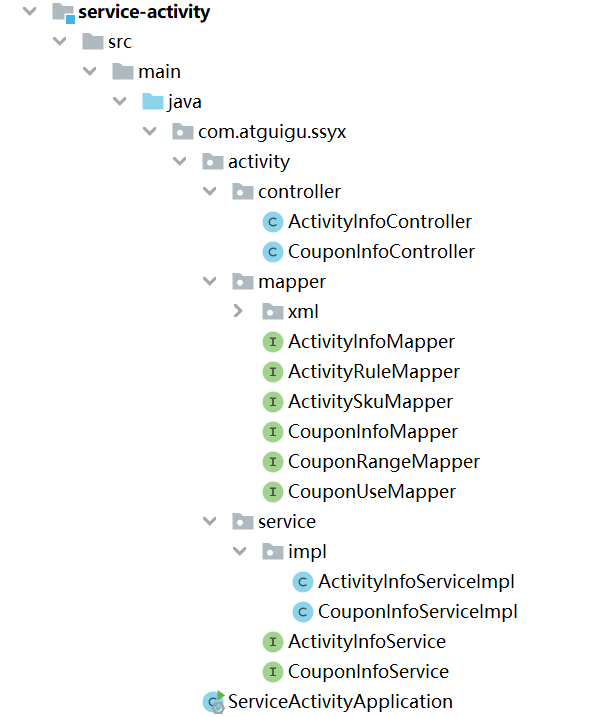 service-activity
src
main
java
com.atguigu.ssyx
activity
controller
C ActivityInfoController
C CouponInfoController
mapper
xml
I ActivityInfoMapper
I ActivityRuleMapper
I ActivitySkuMapper
I CouponInfoMapper
I CouponRangeMapper
I CouponUseMapper
service
impl
C ActivityInfoServiceImpl
C CouponInfoServiceImpl
I ActivityInfoService
I CouponInfoService
C ServiceActivityApplication